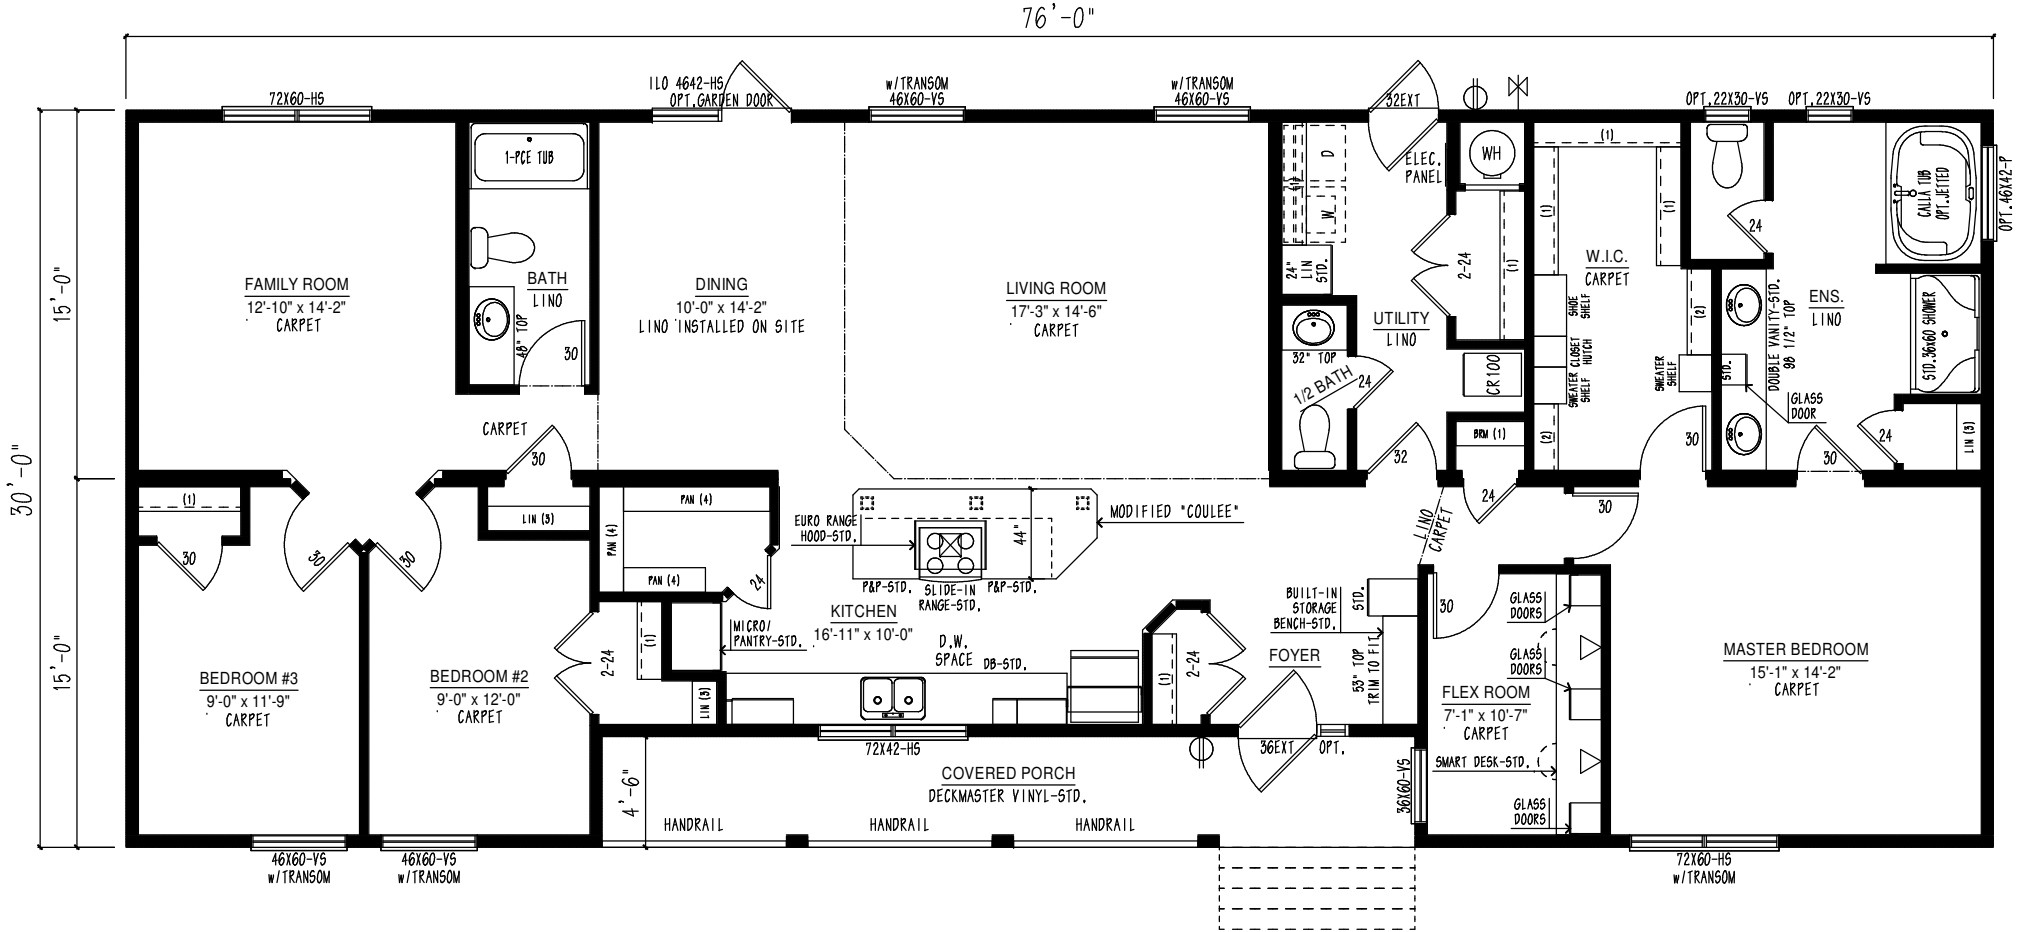 76'-0"
30'-0"
15'-0"
15'-0"
72X60-HS
ILO 4642-HS
OPT. GARDEN DOOR
w/TRANSOM
46X60-VS
w/TRANSOM
46X60-VS
32EXT
OPT. 22X30-VS
OPT. 22X30-VS
OPT. 46X42-P
FAMILY ROOM
12'-10" x 14'-2"
CARPET
1-PCE TUB
BATH
LINO
48" TOP
30
DINING
10'-0" x 14'-2"
LINO INSTALLED ON SITE
LIVING ROOM
17'-3" x 14'-6"
CARPET
D
(1)
W
24"
LIN
STD.
ELEC.
PANEL
WH
2-24
(1)
UTILITY
LINO
32" TOP
1/2 BATH
24
CR100
BRM (1)
32
24
(1)
(1)
(1)
W.I.C.
CARPET
SHOE
SHELF
CLOSET
HUTCH
SWEATER
SHELF
(2)
(2)
SWEATER
SHELF
30
24
CALLA TUB
OPT. JETTED
ENS.
LINO
STD. 36x60 SHOWER
DOUBLE VANITY-STD.
98 1/2" TOP
STD.
GLASS
DOOR
30
24
LIN (3)
CARPET
30
LIN (3)
(1)
30
30
30
PAN (4)
PAN (4)
PAN (4)
24
EURO RANGE
HOOD-STD.
44"
MODIFIED "COULEE"
P&P-STD.
SLIDE-IN
RANGE-STD.
P&P-STD.
KITCHEN
16'-11" x 10'-0"
MICRO/
PANTRY-STD.
D.W.
SPACE
DB-STD.
LINO
CARPET
30
30
BUILT-IN
STORAGE
BENCH-STD.
STD.
53" TOP
TRIM TO FIT
FOYER
2-24
(1)
2-24
(1)
LIN (3)
BEDROOM #3
9'-0" x 11'-9"
CARPET
BEDROOM #2
9'-0" x 12'-0"
CARPET
GLASS
DOORS
GLASS
DOORS
FLEX ROOM
7'-1" x 10'-7"
CARPET
SMART DESK-STD.
GLASS
DOORS
MASTER BEDROOM
15'-1" x 14'-2"
CARPET
72X42-HS
36EXT
OPT.
36X60-VS
4'-6"
COVERED PORCH
DECKMASTER VINYL-STD.
HANDRAIL
HANDRAIL
HANDRAIL
46X60-VS
w/TRANSOM
46X60-VS
w/TRANSOM
72X60-HS
w/TRANSOM